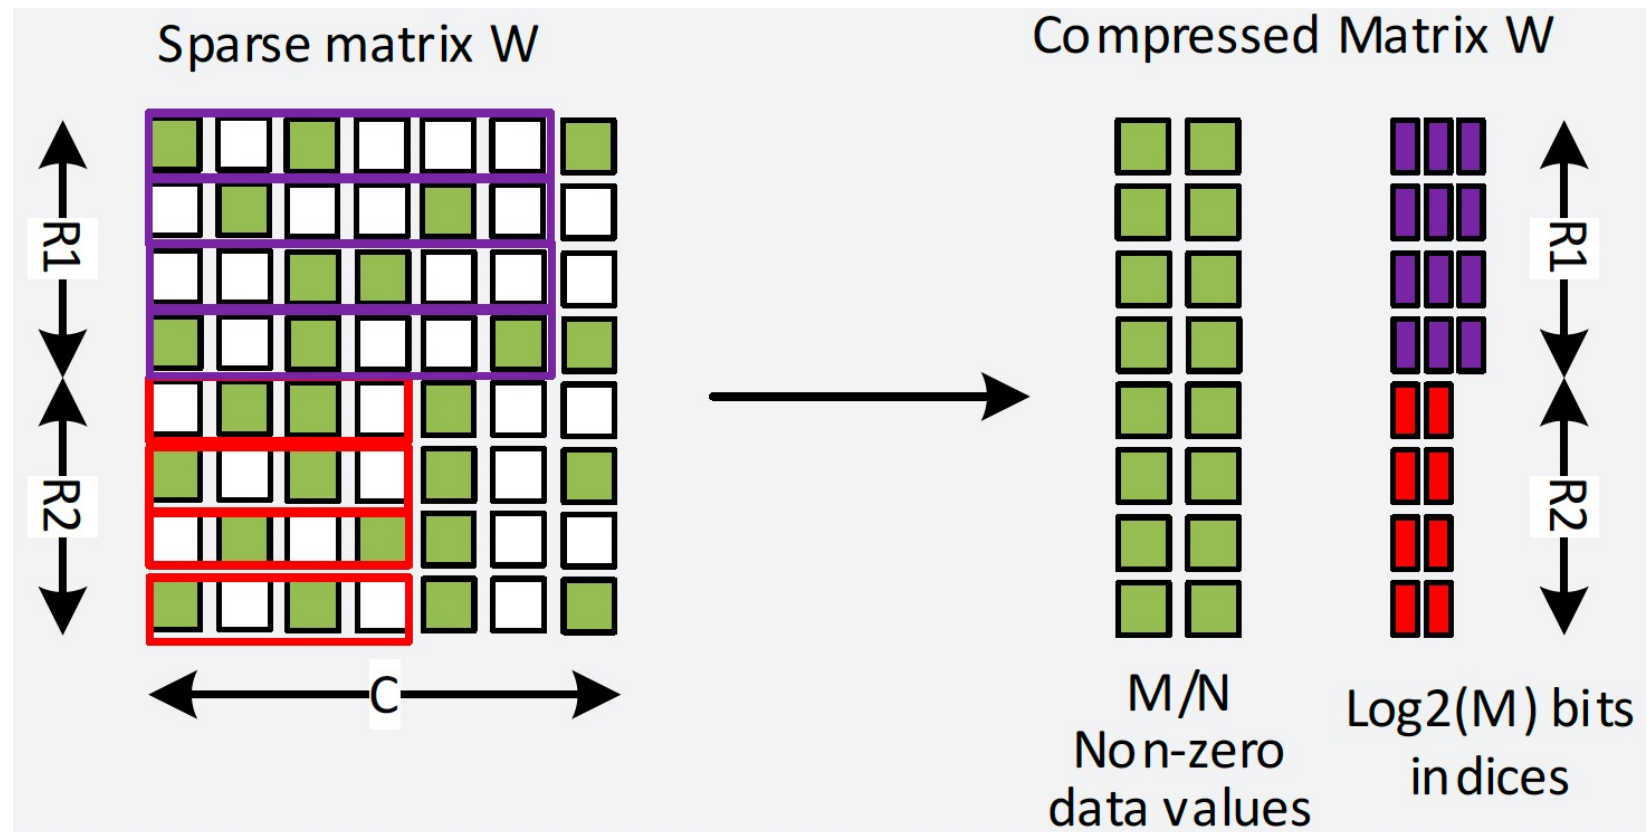 Sparse matrix W
Compressed Matrix W
R1
R2
C
R1
R2
M/N
Non-zero
data values
Log2(M) bits
indices